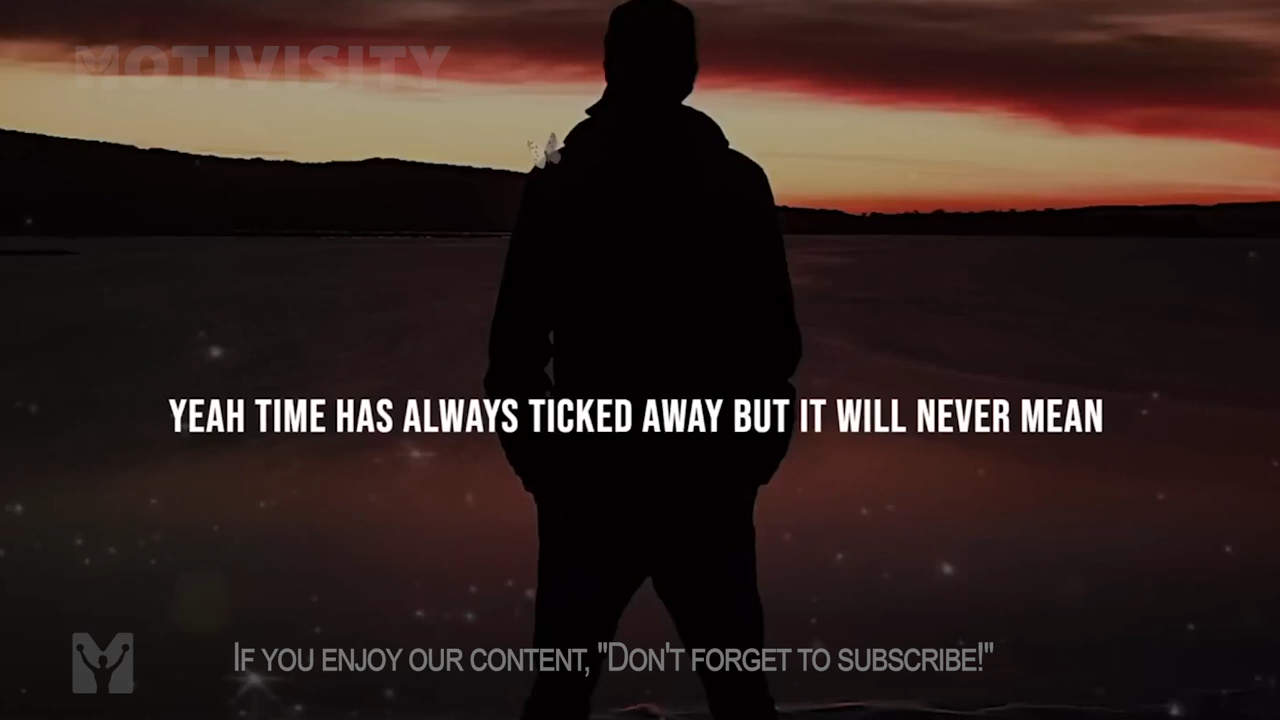 MOTIVISITY
YEAH TIME HAS ALWAYS TICKED AWAY BUT IT WILL NEVER MEAN
IF YOU ENJOY OUR CONTENT, "DON'T FORGET TO SUBSCRIBE!"